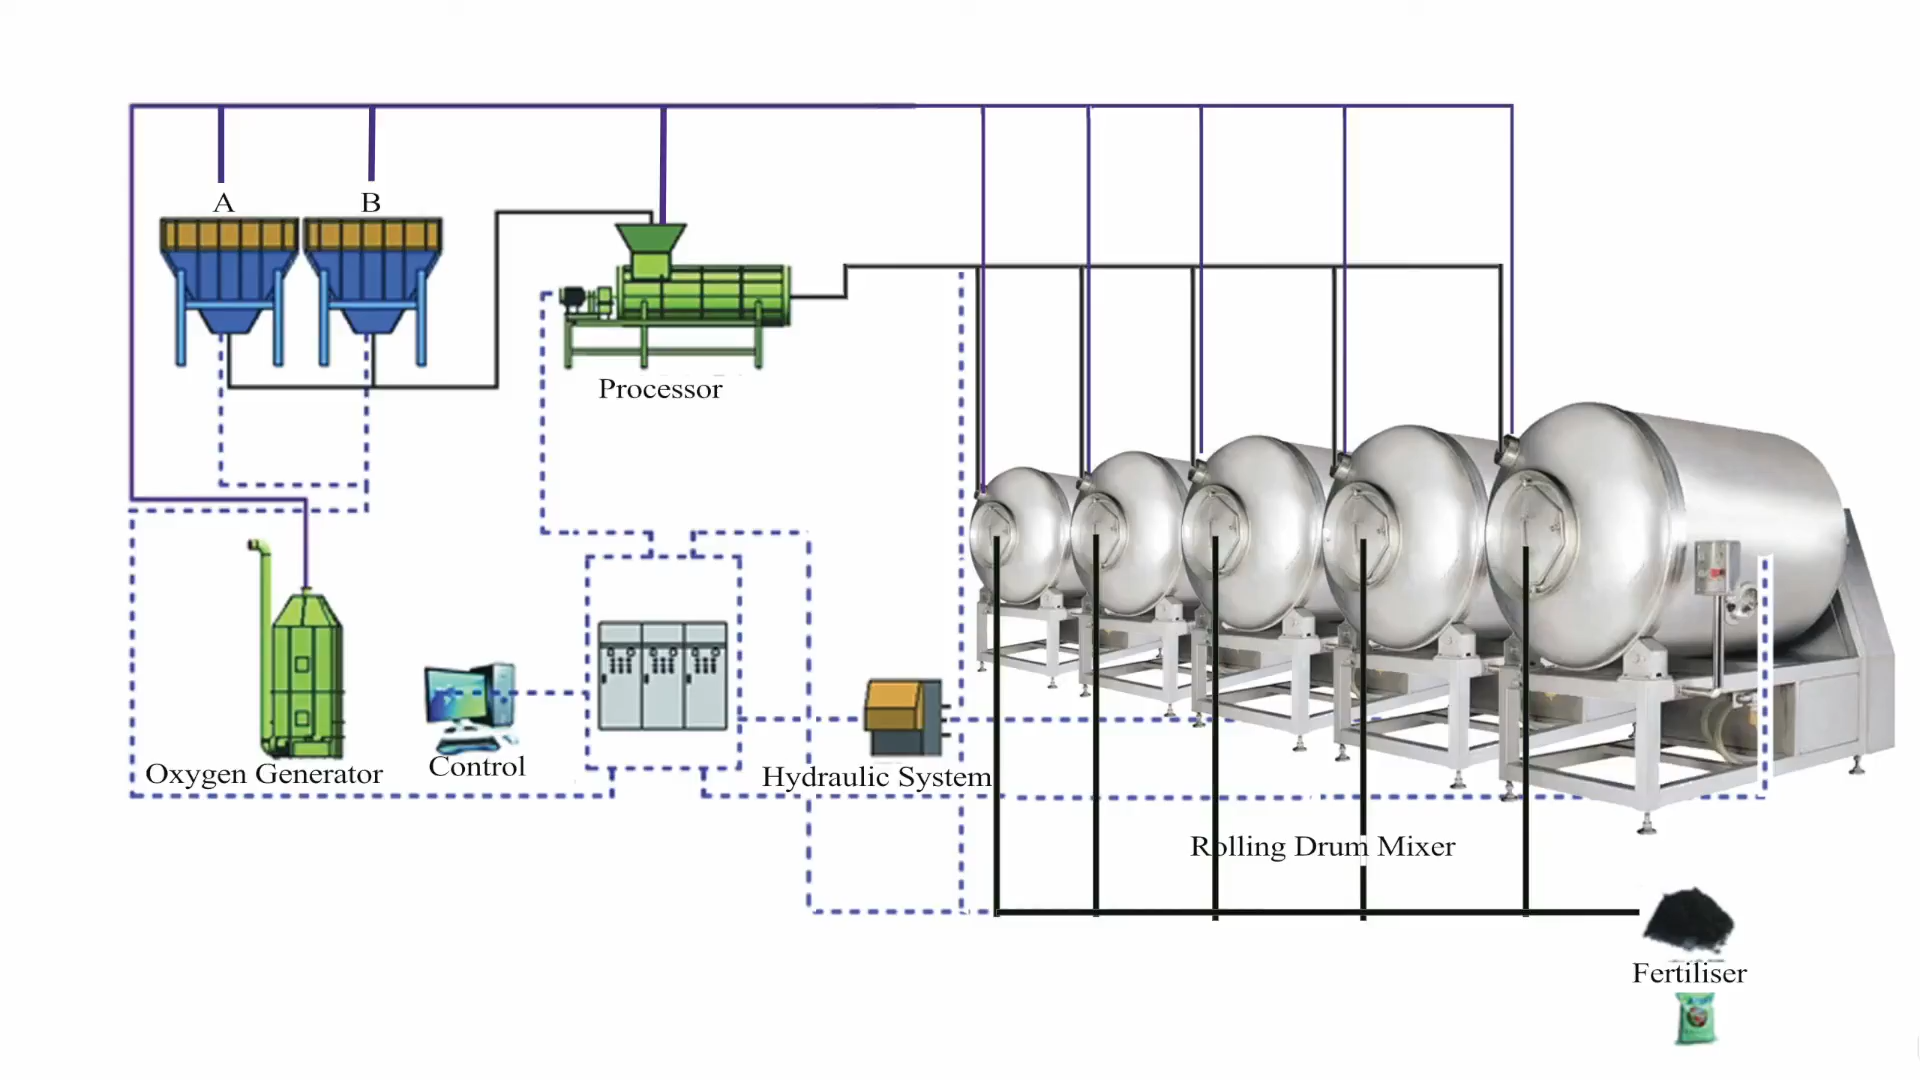 A
B
Processor
Oxygen Generator
Control
Hydraulic System
Rolling Drum Mixer
Fertiliser